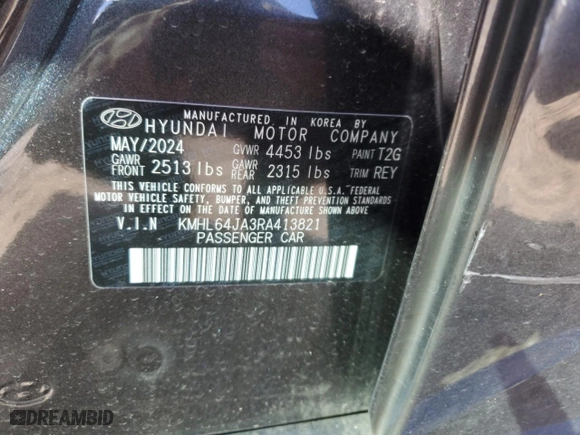 MANUFACTURED IN KOREA BY
HYUNDAI MOTOR COMPANY
MAY/2024 GVWR 4453 lbs PAINT T2G
GAWR FRONT 2513 lbs GAWR REAR 2315 lbs TRIM REY
THIS VEHICLE CONFORMS TO ALL APPLICABLE U.S.A. FEDERAL
MOTOR VEHICLE SAFETY, BUMPER, AND THEFT PREVENTION STANDARDS
IN EFFECT ON THE DATE OF MANUFACTURE SHOWN ABOVE.
V.I.N KMHL64JA3RA413821
PASSENGER CAR
DREAMBID